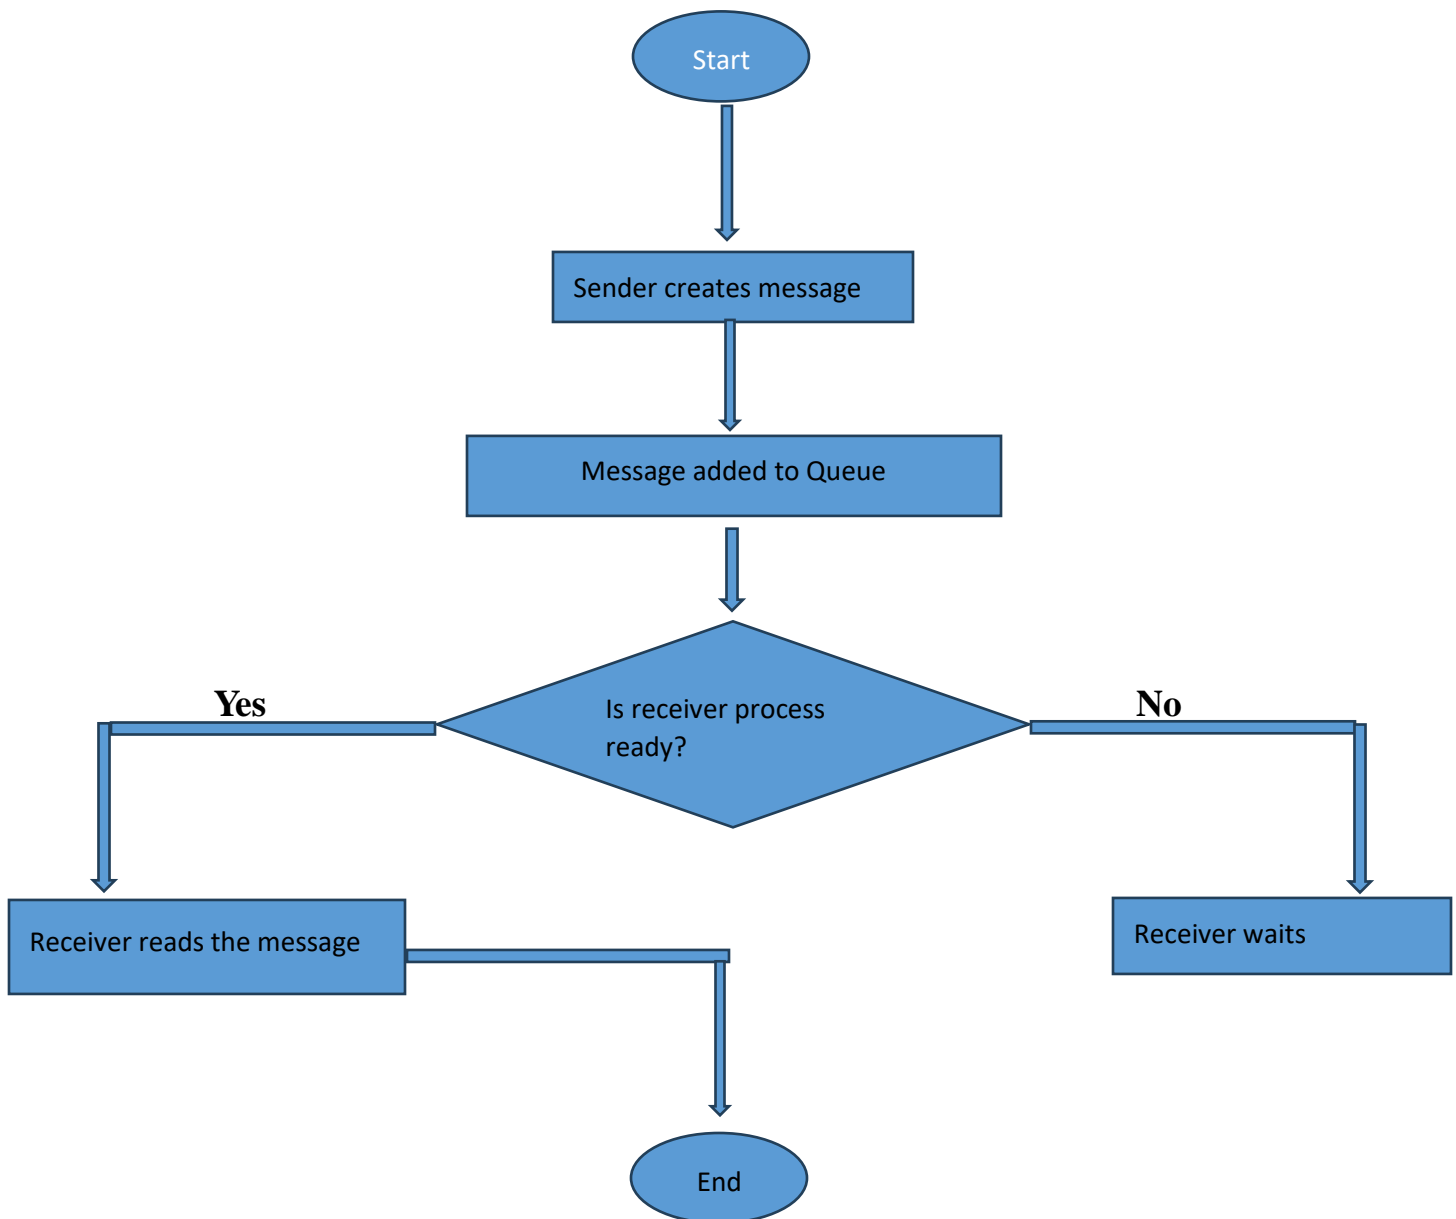 Start
Sender creates message
Message added to Queue
Yes
No
Is receiver process
ready?
Receiver reads the message
Receiver waits
End